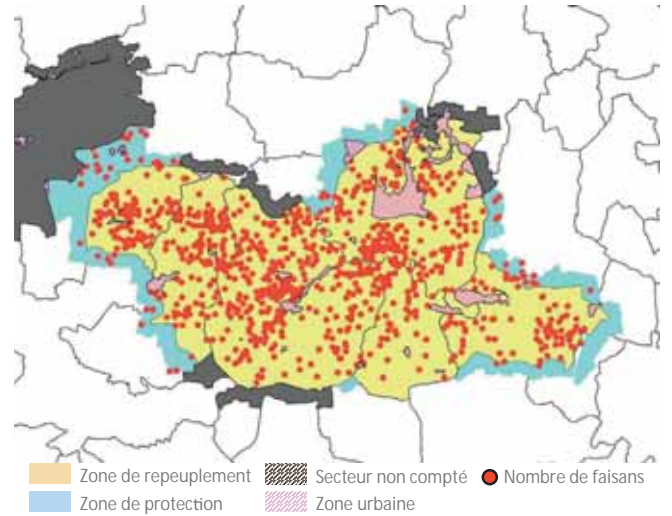 Zone de repeuplement Secteur non compté Nombre de faisans
Zone de protection Zone urbaine